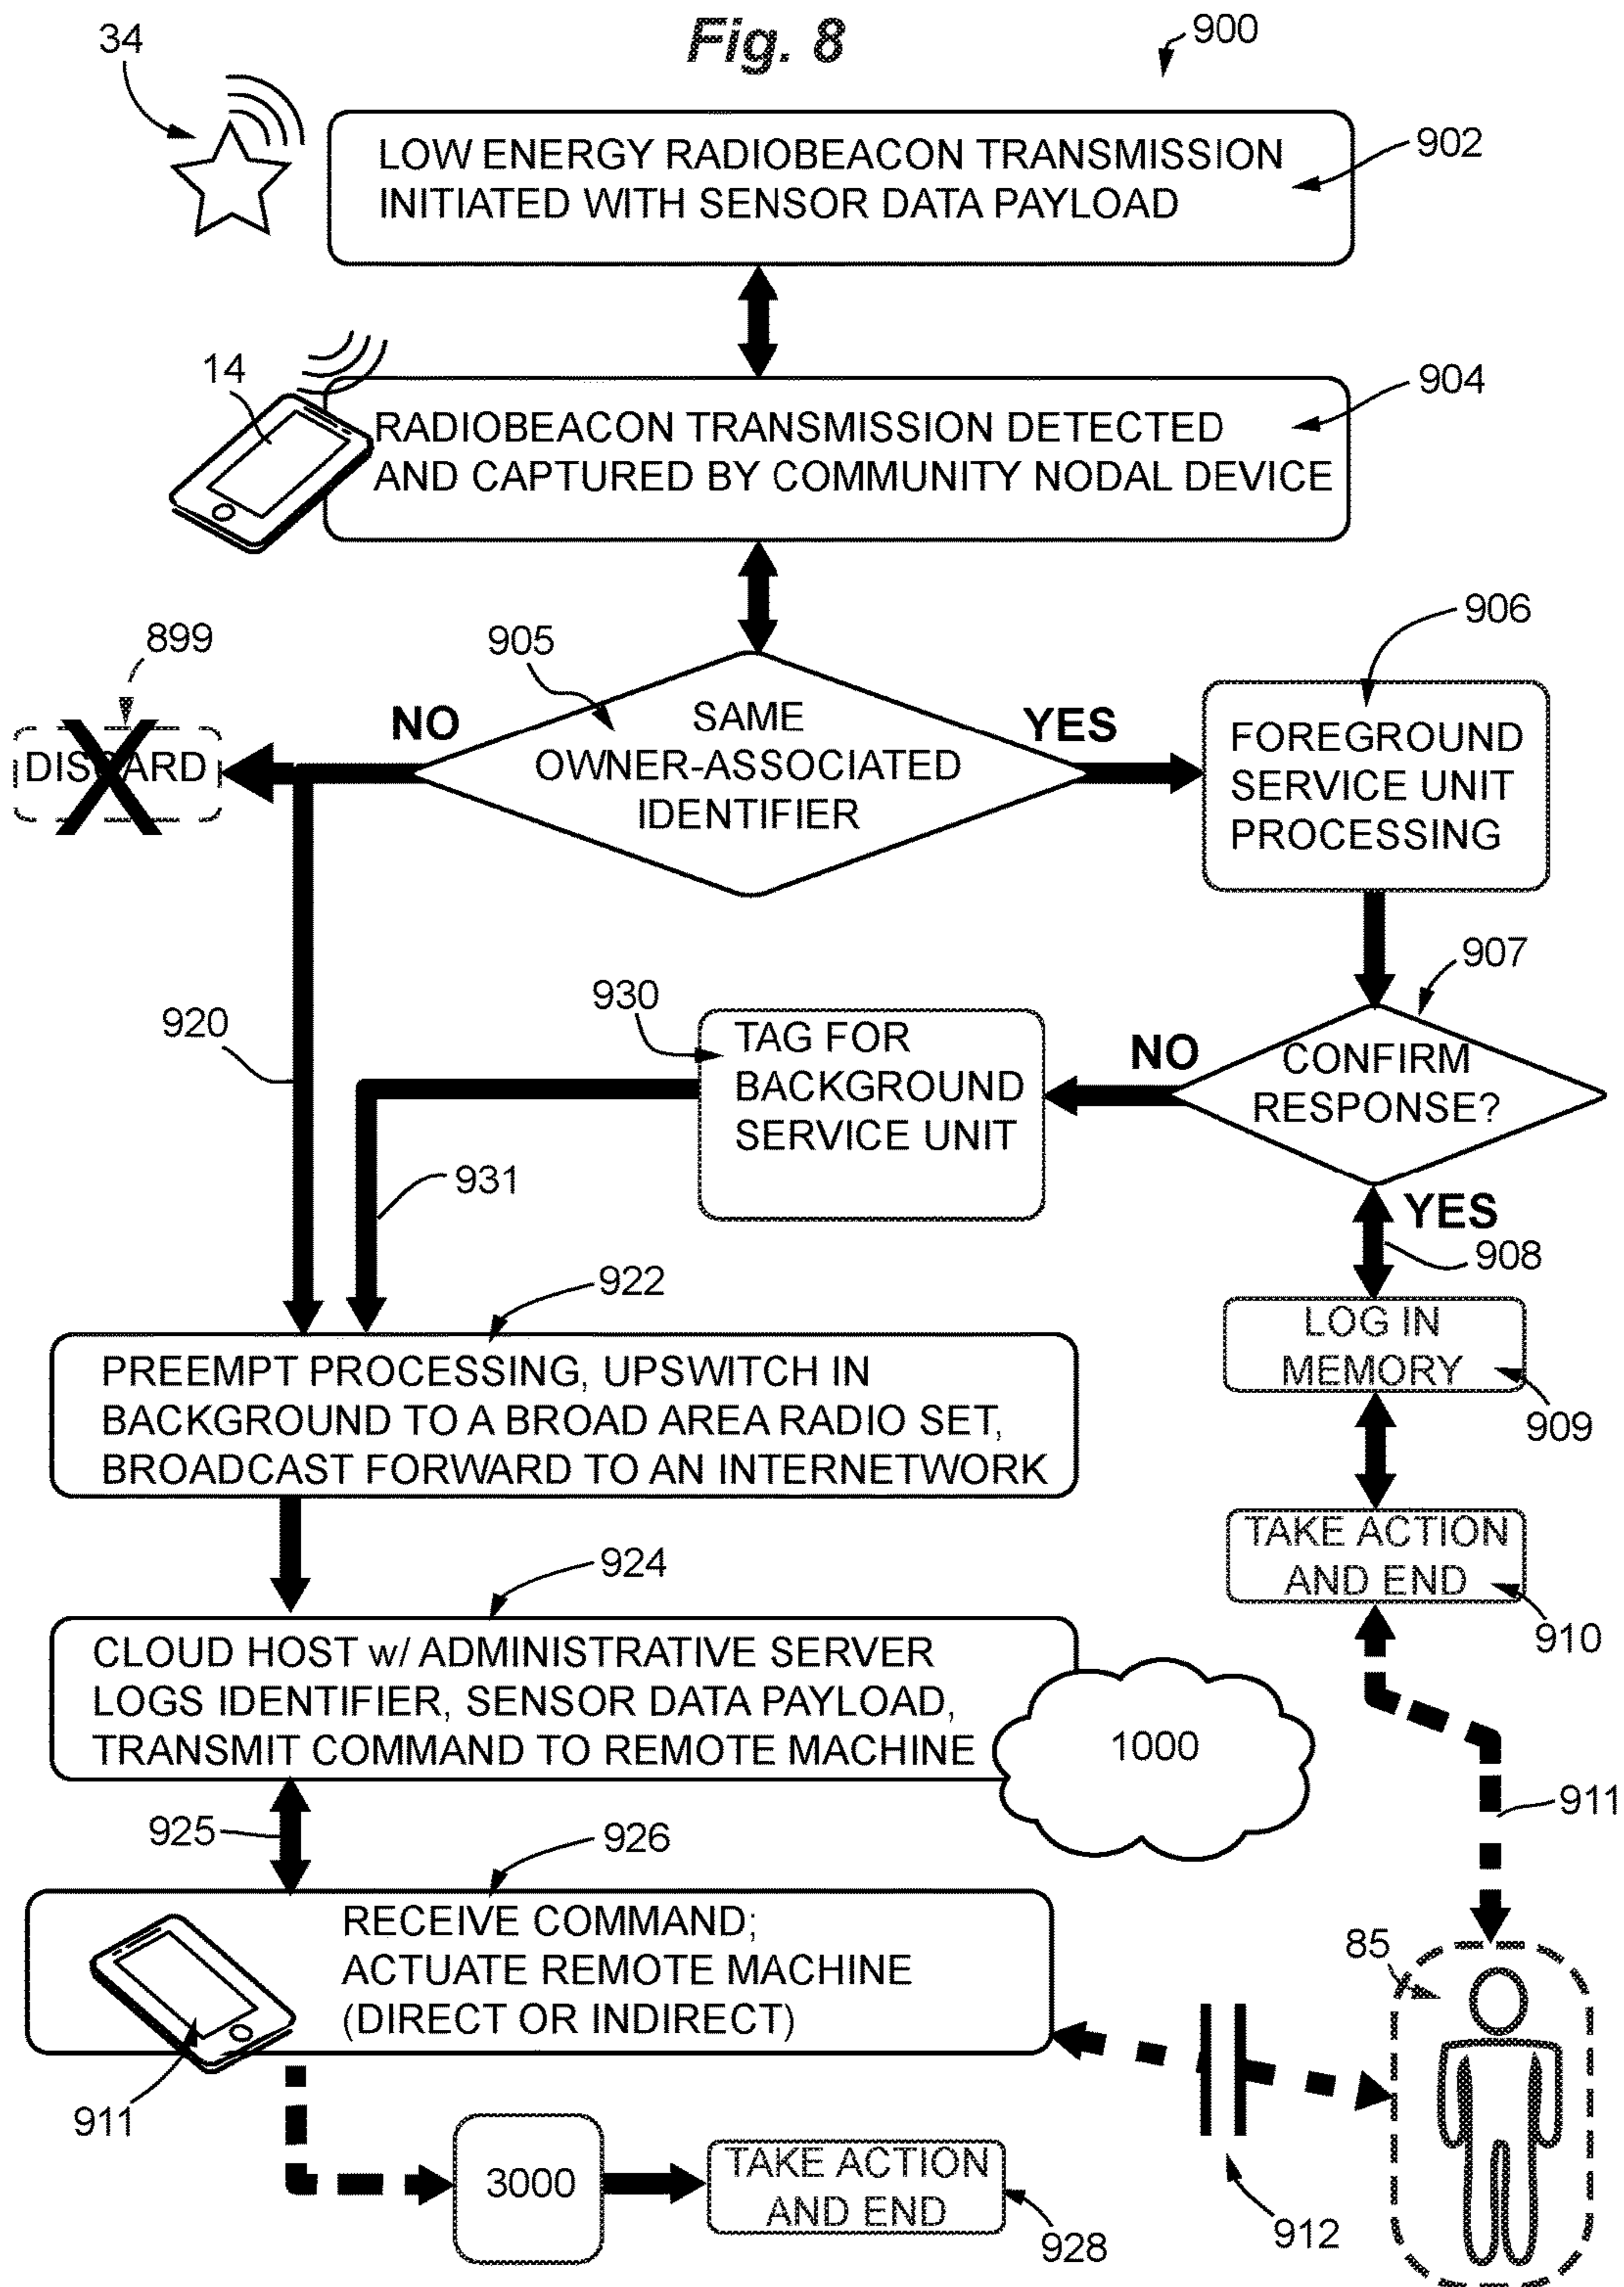 Fig. 8
900
34
LOW ENERGY RADIOBEACON TRANSMISSION
INITIATED WITH SENSOR DATA PAYLOAD
902
14
RADIOBEACON TRANSMISSION DETECTED
AND CAPTURED BY COMMUNITY NODAL DEVICE
904
899
DISCARD
NO
905
SAME
OWNER-ASSOCIATED
IDENTIFIER
YES
906
FOREGROUND
SERVICE UNIT
PROCESSING
907
CONFIRM
RESPONSE?
NO
930
TAG FOR
BACKGROUND
SERVICE UNIT
920
931
YES
908
LOG IN
MEMORY
909
922
PREEMPT PROCESSING, UPSWITCH IN
BACKGROUND TO A BROAD AREA RADIO SET,
BROADCAST FORWARD TO AN INTERNETWORK
TAKE ACTION
AND END
910
924
CLOUD HOST w/ ADMINISTRATIVE SERVER
LOGS IDENTIFIER, SENSOR DATA PAYLOAD,
TRANSMIT COMMAND TO REMOTE MACHINE
1000
911
925
926
RECEIVE COMMAND;
ACTUATE REMOTE MACHINE
(DIRECT OR INDIRECT)
85
911
3000
TAKE ACTION
AND END
928
912